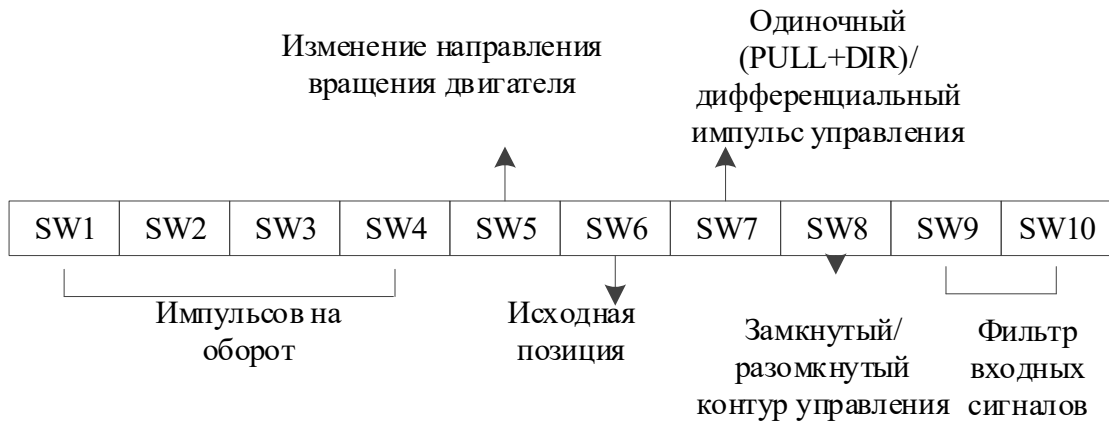 Изменение направления
вращения двигателя
Одиночный
(PULL+DIR)/
дифференциальный
импульс управления
SW1 SW2 SW3 SW4 SW5 SW6 SW7 SW8 SW9 SW10
Импульсов на
оборот
Исходная
позиция
Замкнутый/
разомкнутый
контур управления
Фильтр
входных
сигналов